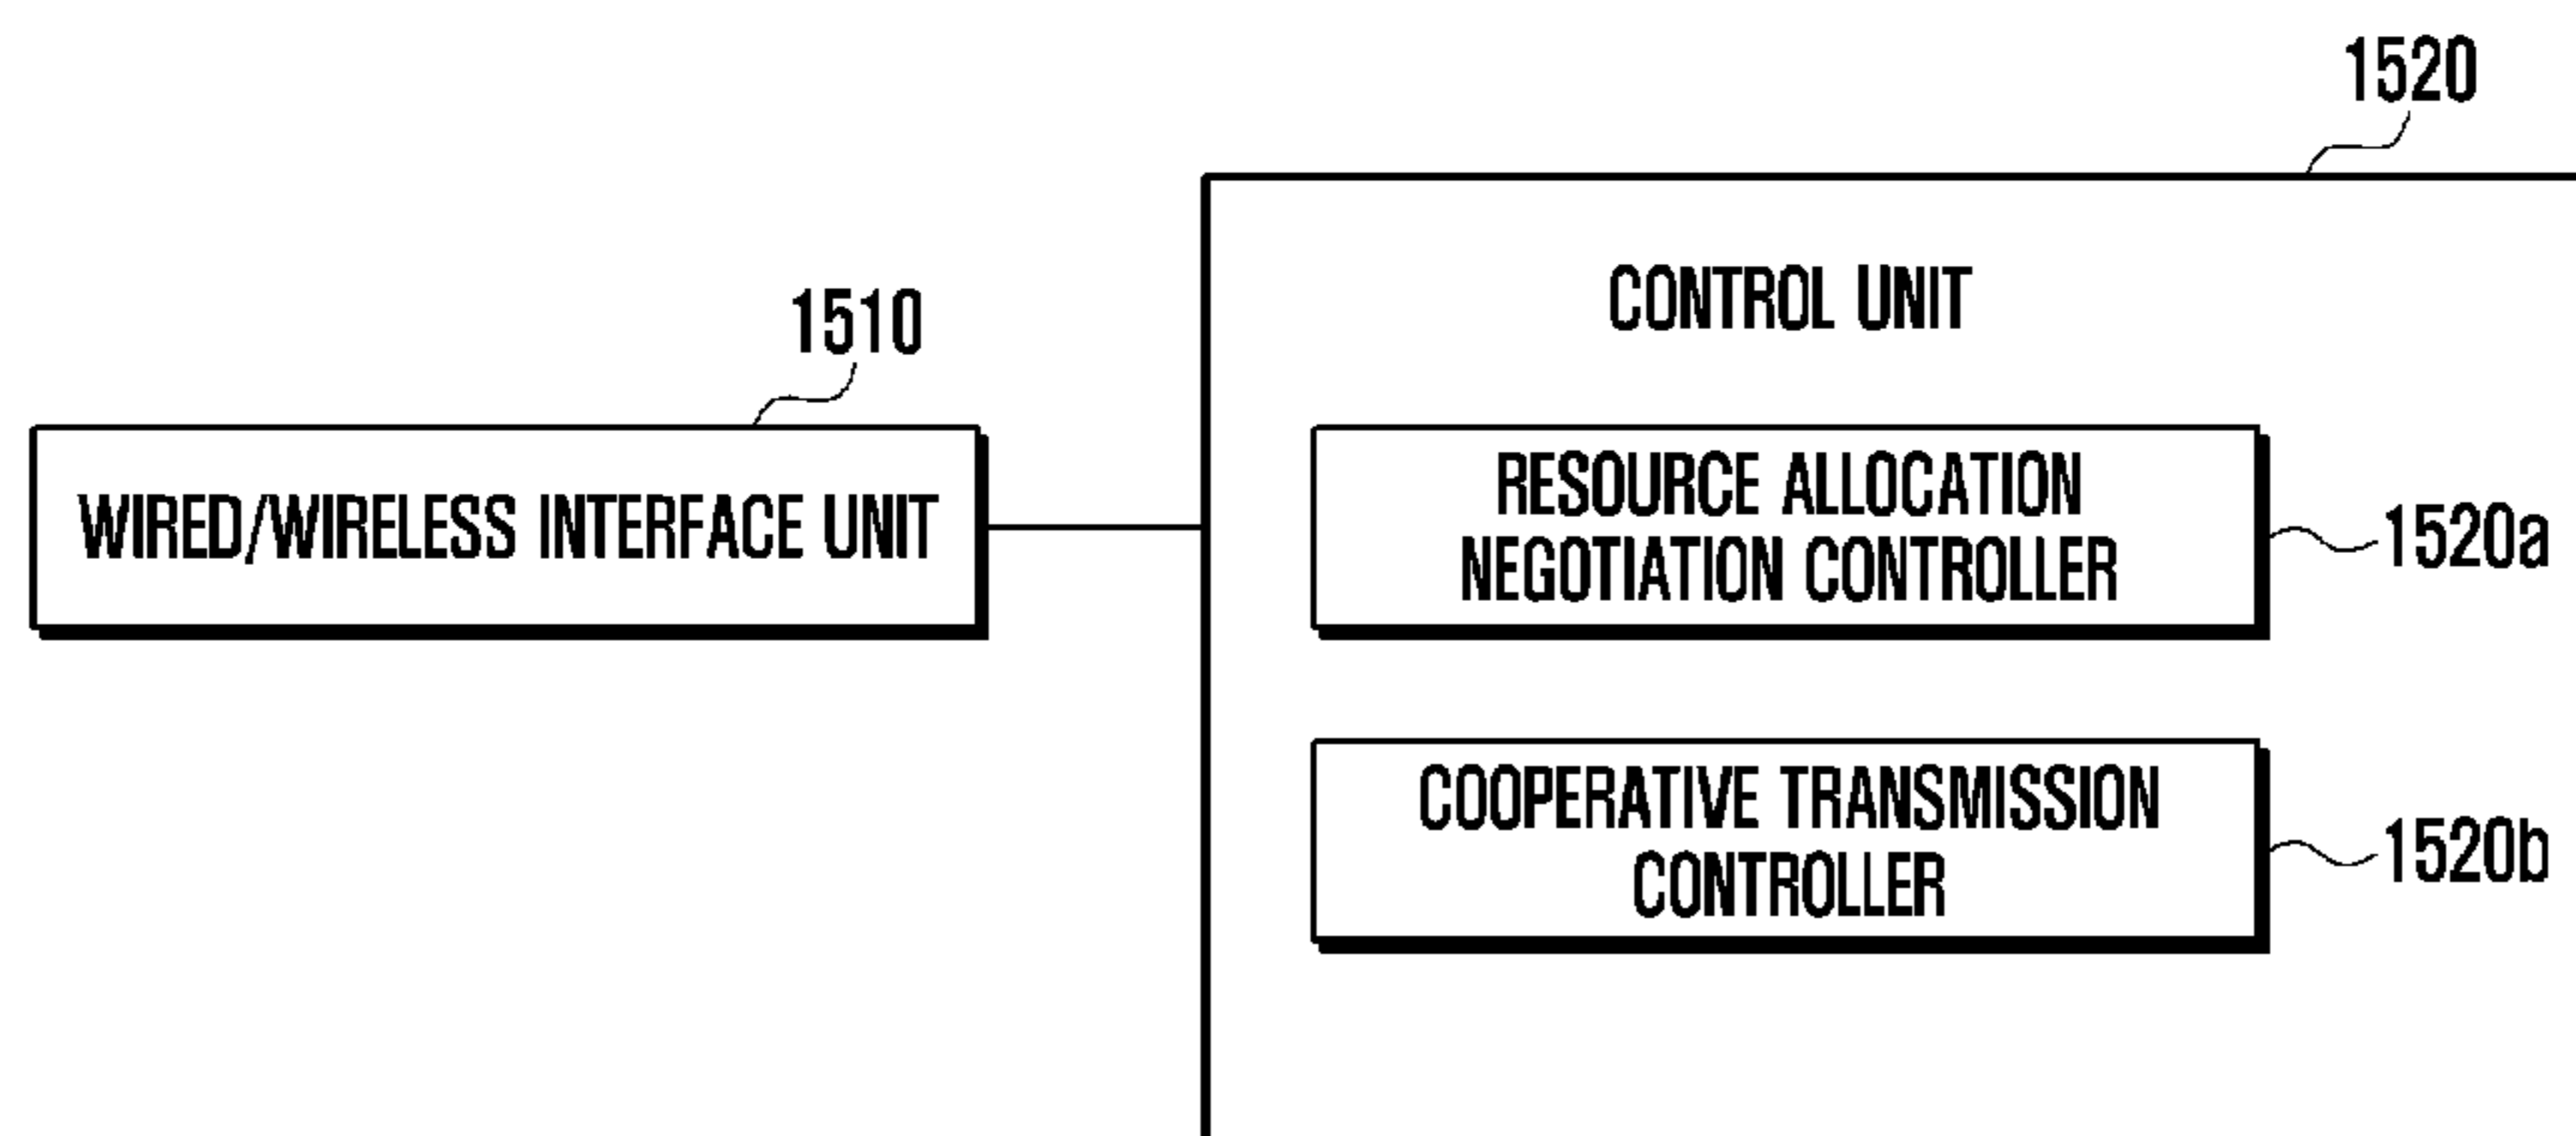 1520
CONTROL UNIT
1510
WIRED/WIRELESS INTERFACE UNIT
RESOURCE ALLOCATION
NEGOTIATION CONTROLLER
1520a
COOPERATIVE TRANSMISSION
CONTROLLER
1520b